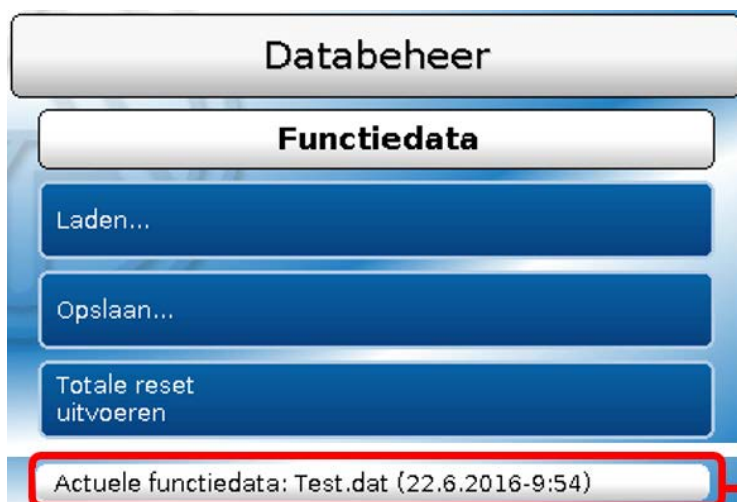 Databeheer
Functiedata
Laden...
Opslaan...
Totale reset
uitvoeren
Actuele functiedata: Test.dat (22.6.2016-9:54)